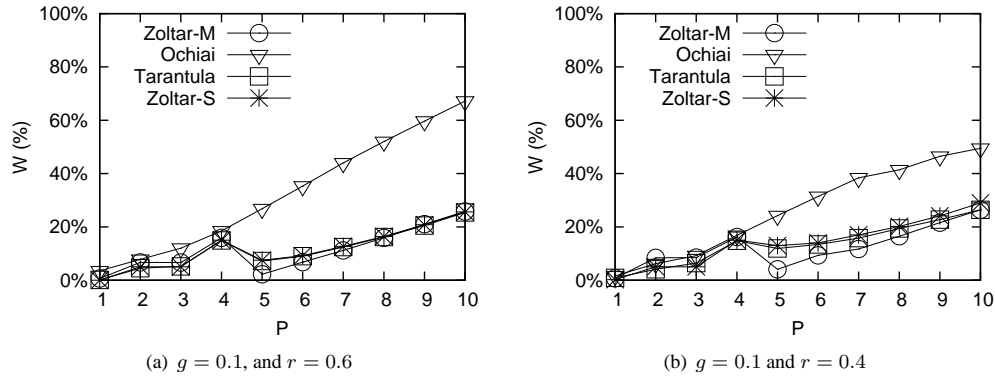 100%
80%
60%
40%
20%
0%
W (%)
Zoltar-M
Ochiai
Tarantula
Zoltar-S
1 2 3 4 5 6 7 8 9 10
P
(a) g = 0.1, and r = 0.6
100%
80%
60%
40%
20%
0%
W (%)
Zoltar-M
Ochiai
Tarantula
Zoltar-S
1 2 3 4 5 6 7 8 9 10
P
(b) g = 0.1 and r = 0.4